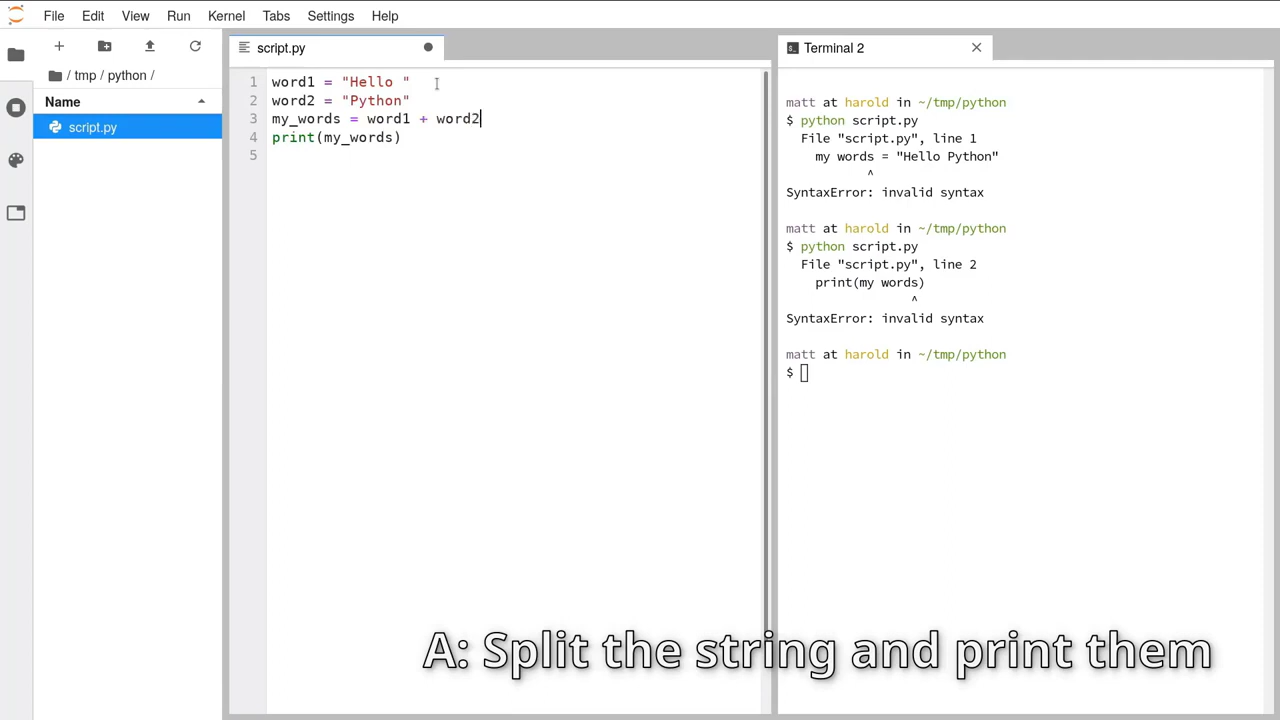 File Edit View Run Kernel Tabs Settings Help
/ tmp / python /
Name
script.py
script.py
1 word1 = "Hello "
2 word2 = "Python"
3 my_words = word1 + word2
4 print(my_words)
5
Terminal 2
matt at harold in ~/tmp/python
$ python script.py
File "script.py", line 1
my words = "Hello Python"
^
SyntaxError: invalid syntax
matt at harold in ~/tmp/python
$ python script.py
File "script.py", line 2
print(my words)
^
SyntaxError: invalid syntax
matt at harold in ~/tmp/python
$
A: Split the string and print them